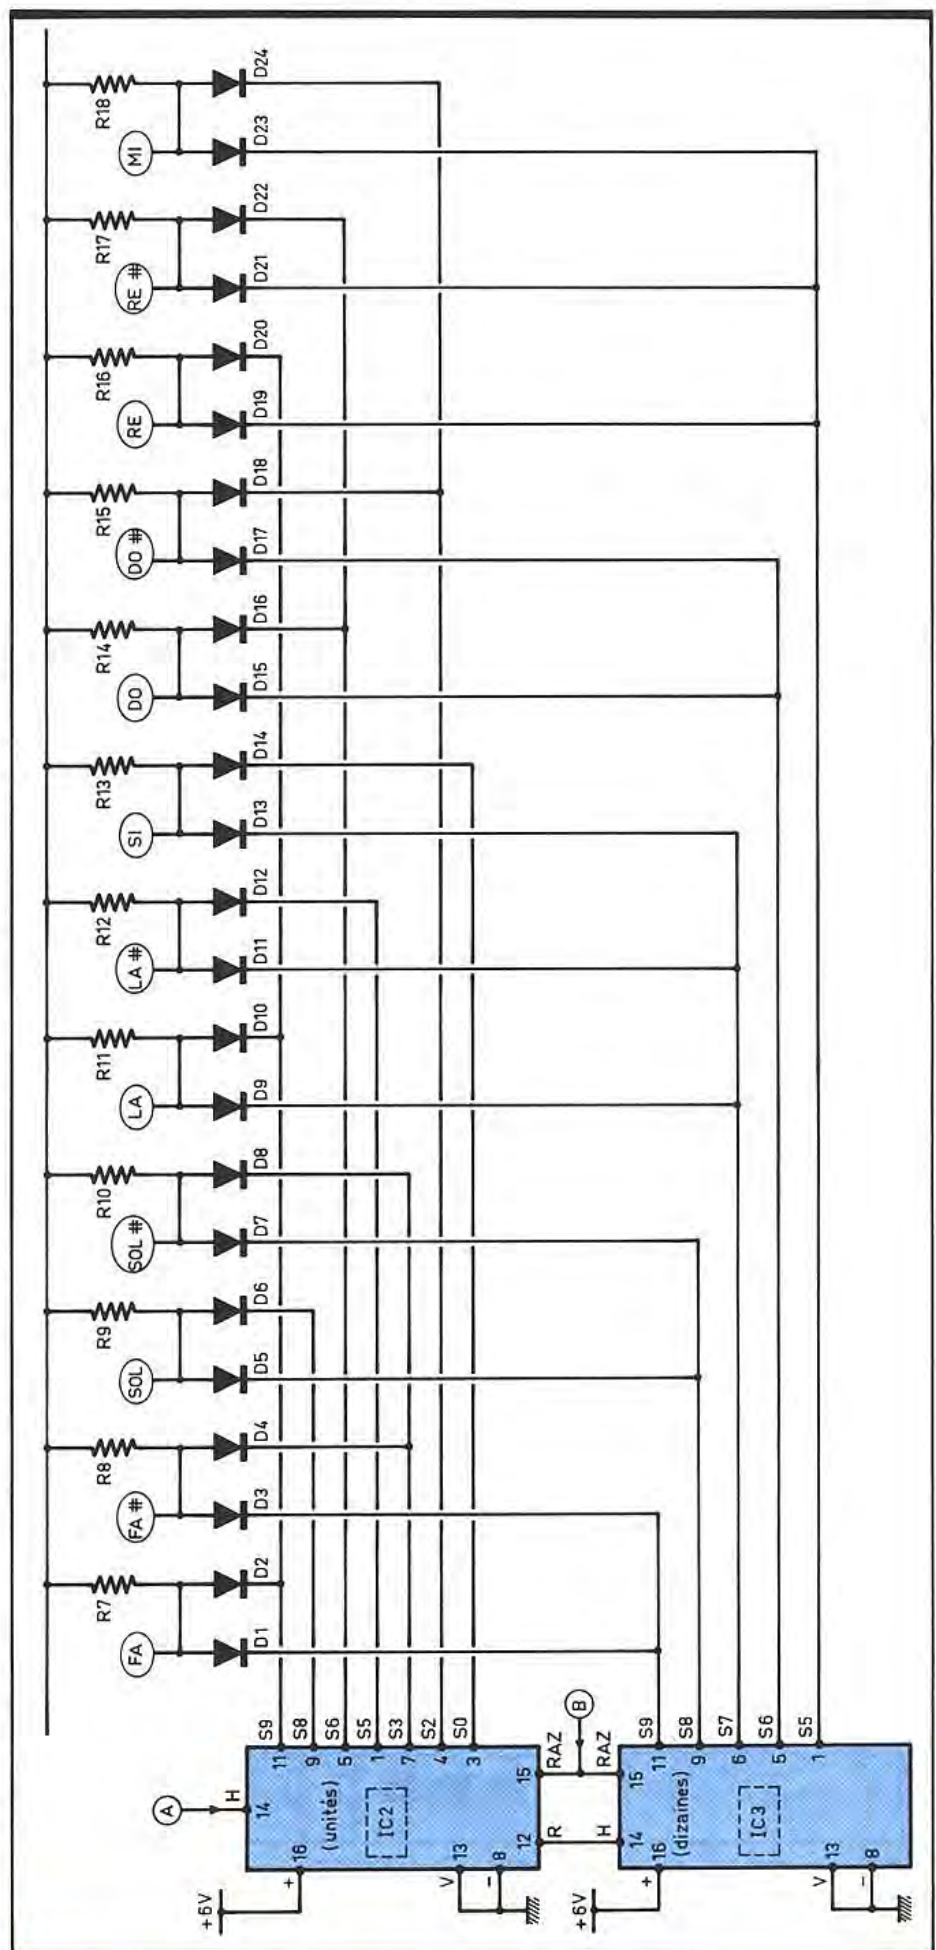 R7 R8 R9 R10 R11 R12 R13 R14 R15 R16 R17 R18
FA FA # SOL SOL # LA LA # SI DO DO # RE RE # MI
D1 D2 D3 D4 D5 D6 D7 D8 D9 D10 D11 D12 D13 D14 D15 D16 D17 D18 D19 D20 D21 D22 D23 D24
A
H
14
+6V
+
16
(unités)
IC2
11 S9
9 S8
5 S6
1 S5
7 S3
4 S2
3 S0
V 13
- 8
12 R
15 RAZ
B
H 14
RAZ 15
+6V
+
16
(dizaines)
IC3
11 S9
9 S8
6 S7
5 S6
1 S5
V 13
- 8